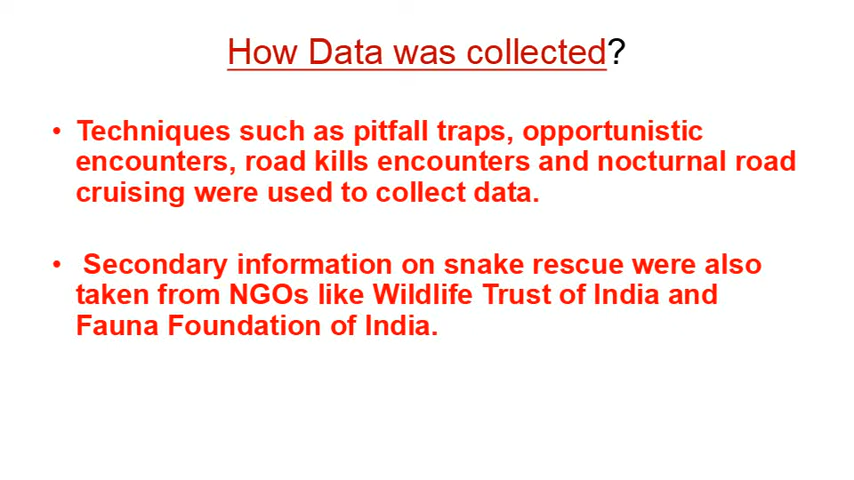 How Data was collected?
• Techniques such as pitfall traps, opportunistic
encounters, road kills encounters and nocturnal road
cruising were used to collect data.
• Secondary information on snake rescue were also
taken from NGOs like Wildlife Trust of India and
Fauna Foundation of India.